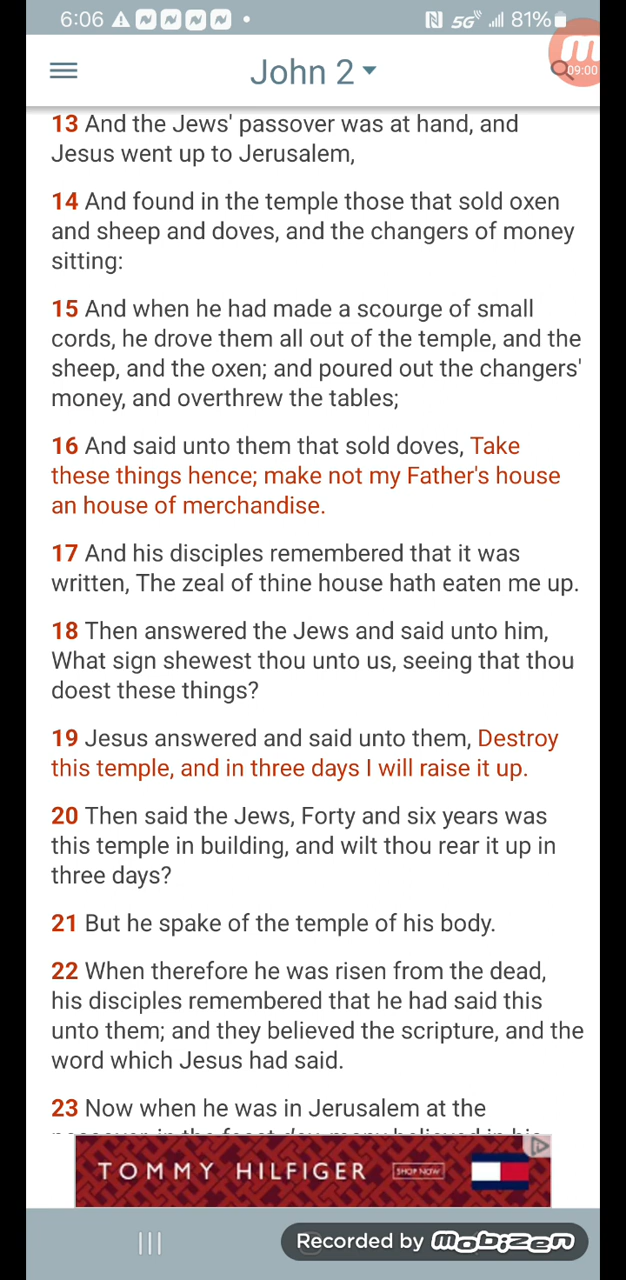 6:06
5G 81%
John 2
09:00
13 And the Jews' passover was at hand, and
Jesus went up to Jerusalem,
14 And found in the temple those that sold oxen
and sheep and doves, and the changers of money
sitting:
15 And when he had made a scourge of small
cords, he drove them all out of the temple, and the
sheep, and the oxen; and poured out the changers'
money, and overthrew the tables;
16 And said unto them that sold doves, Take
these things hence; make not my Father's house
an house of merchandise.
17 And his disciples remembered that it was
written, The zeal of thine house hath eaten me up.
18 Then answered the Jews and said unto him,
What sign shewest thou unto us, seeing that thou
doest these things?
19 Jesus answered and said unto them, Destroy
this temple, and in three days I will raise it up.
20 Then said the Jews, Forty and six years was
this temple in building, and wilt thou rear it up in
three days?
21 But he spake of the temple of his body.
22 When therefore he was risen from the dead,
his disciples remembered that he had said this
unto them; and they believed the scripture, and the
word which Jesus had said.
23 Now when he was in Jerusalem at the
TOMMY HILFIGER SHOP NOW
Recorded by Mobizen